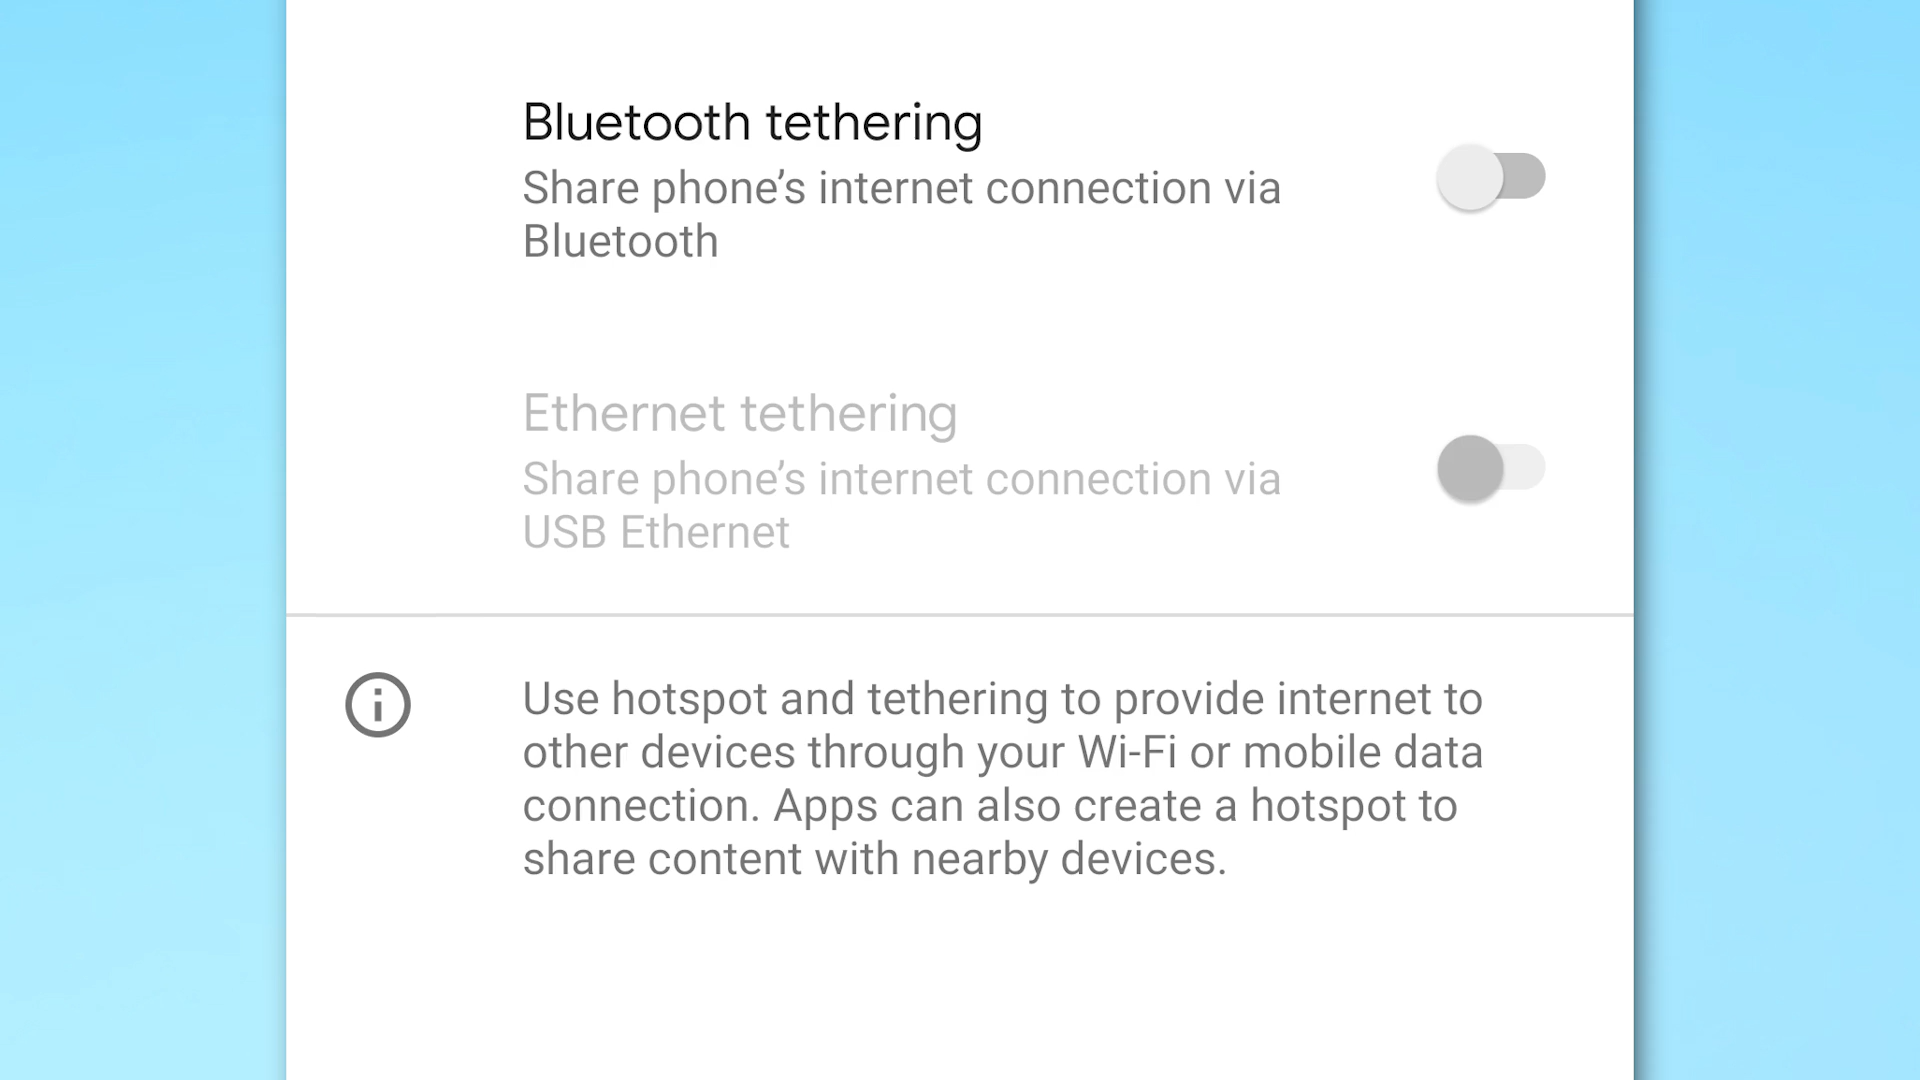 Bluetooth tethering
Share phone’s internet connection via
Bluetooth
Ethernet tethering
Share phone’s internet connection via
USB Ethernet
Use hotspot and tethering to provide internet to
other devices through your Wi-Fi or mobile data
connection. Apps can also create a hotspot to
share content with nearby devices.